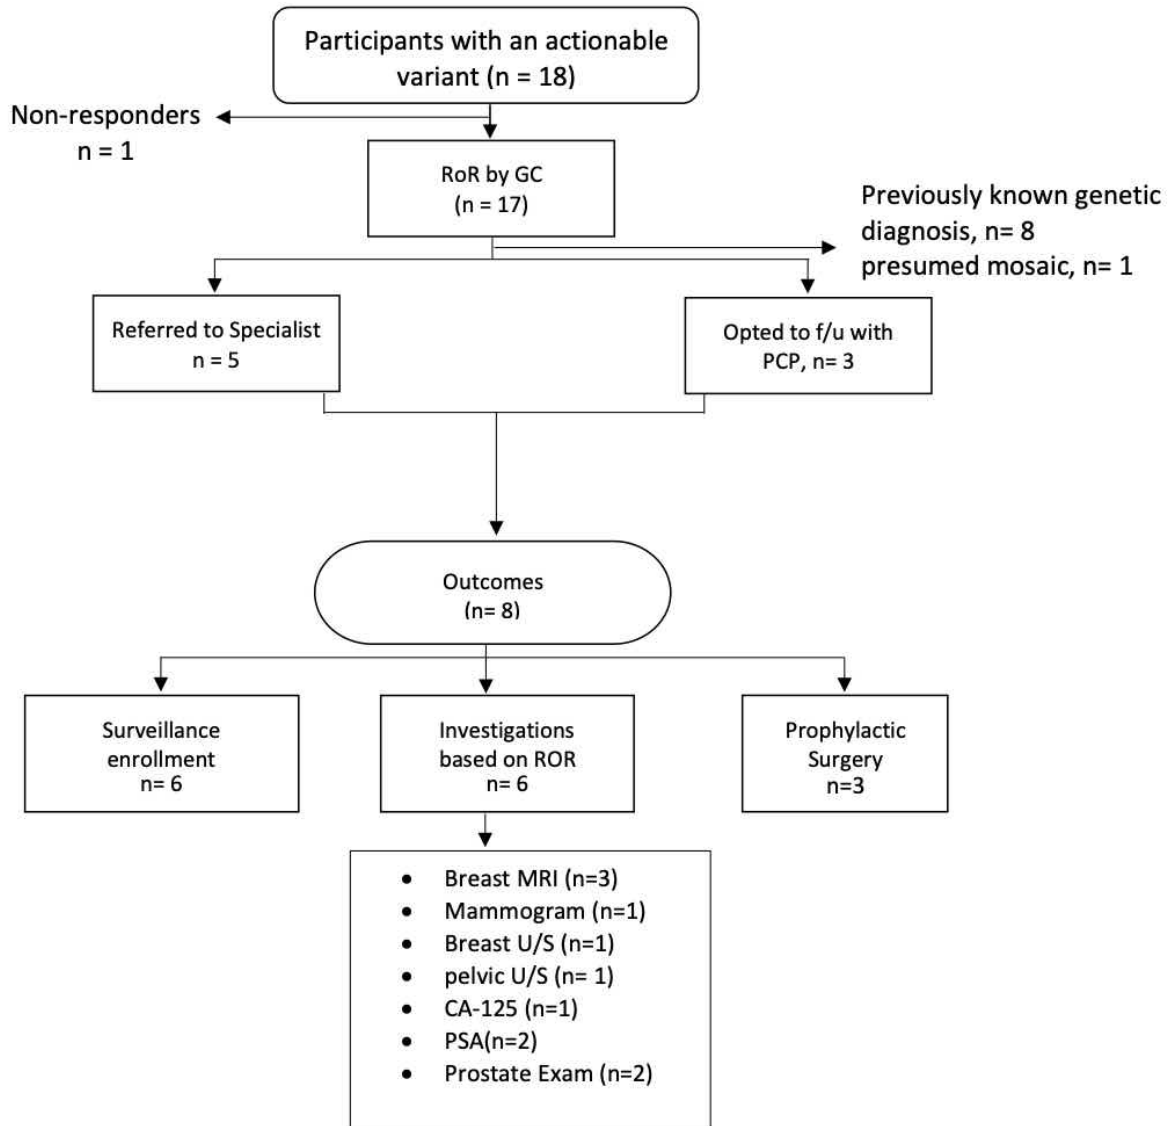 Participants with an actionable
variant (n = 18)
Non-responders
n = 1
RoR by GC
(n = 17)
Previously known genetic
diagnosis, n= 8
presumed mosaic, n= 1
Referred to Specialist
n = 5
Opted to f/u with
PCP, n= 3
Outcomes
(n= 8)
Surveillance
enrollment
n= 6
Investigations
based on ROR
n= 6
Prophylactic
Surgery
n=3
• Breast MRI (n=3)
• Mammogram (n=1)
• Breast U/S (n=1)
• pelvic U/S (n= 1)
• CA-125 (n=1)
• PSA(n=2)
• Prostate Exam (n=2)